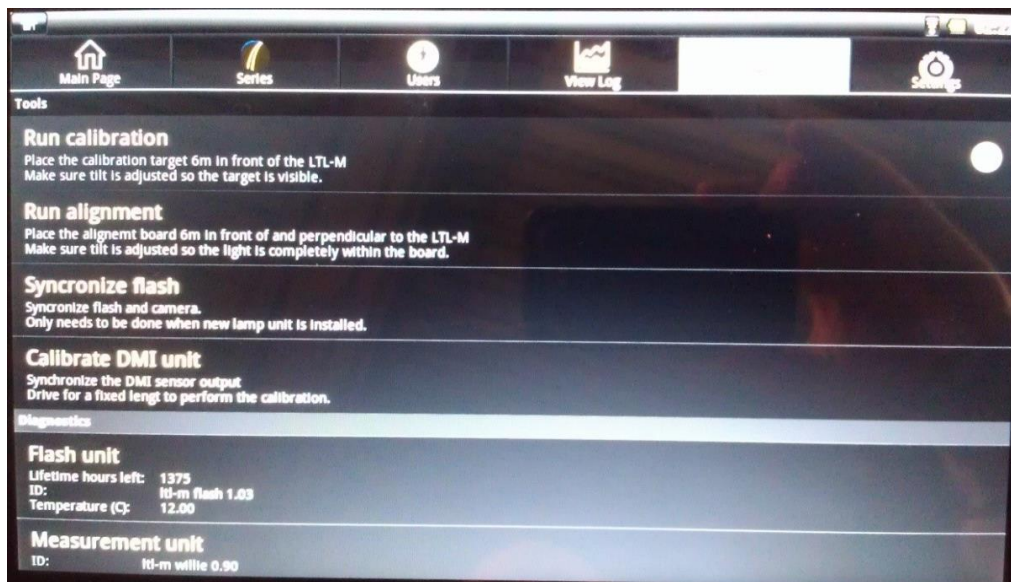 Main Page
Series
Users
View Log
Settings
Tools
Run calibration
Place the calibration target 6m in front of the LTL-M
Make sure tilt is adjusted so the target is visible.
Run alignment
Place the alignemt board 6m in front of and perpendicular to the LTL-M
Make sure tilt is adjusted so the light is completely within the board.
Syncronize flash
Syncronize flash and camera.
Only needs to be done when new lamp unit is installed.
Calibrate DMI unit
Synchronize the DMI sensor output
Drive for a fixed lengt to perform the calibration.
Diagnostics
Flash unit
Lifetime hours left: 1375
ID: ltl-m flash 1.03
Temperature (C): 12.00
Measurement unit
ID: ltl-m willie 0.90